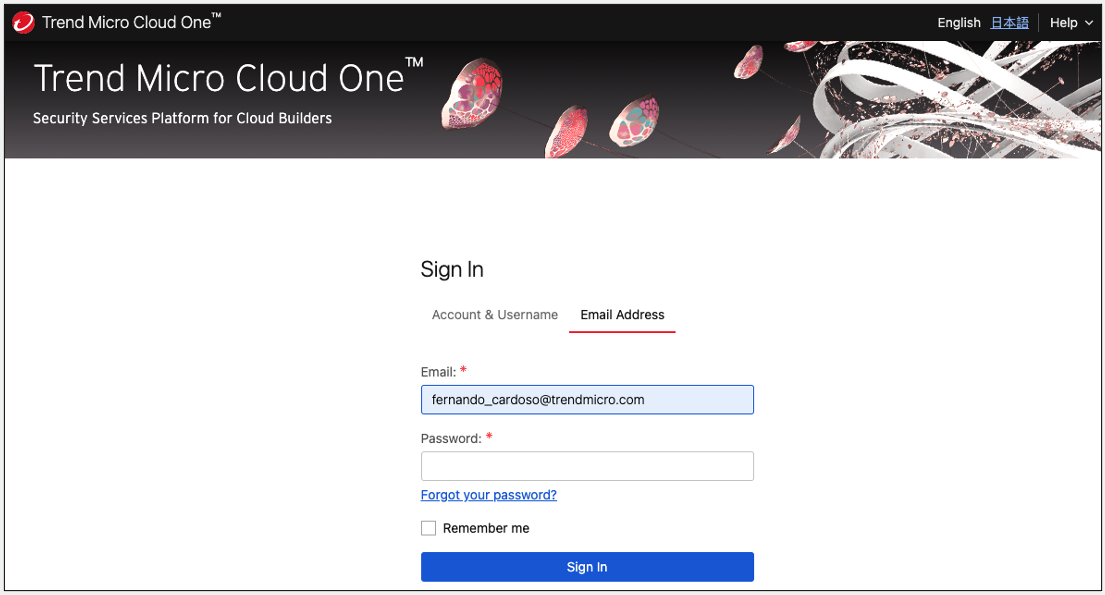 Trend Micro Cloud One™
English 日本語 Help
Trend Micro Cloud One™
Security Services Platform for Cloud Builders
Sign In
Account & Username Email Address
Email: *
fernando_cardoso@trendmicro.com
Password: *
Forgot your password?
Remember me
Sign In